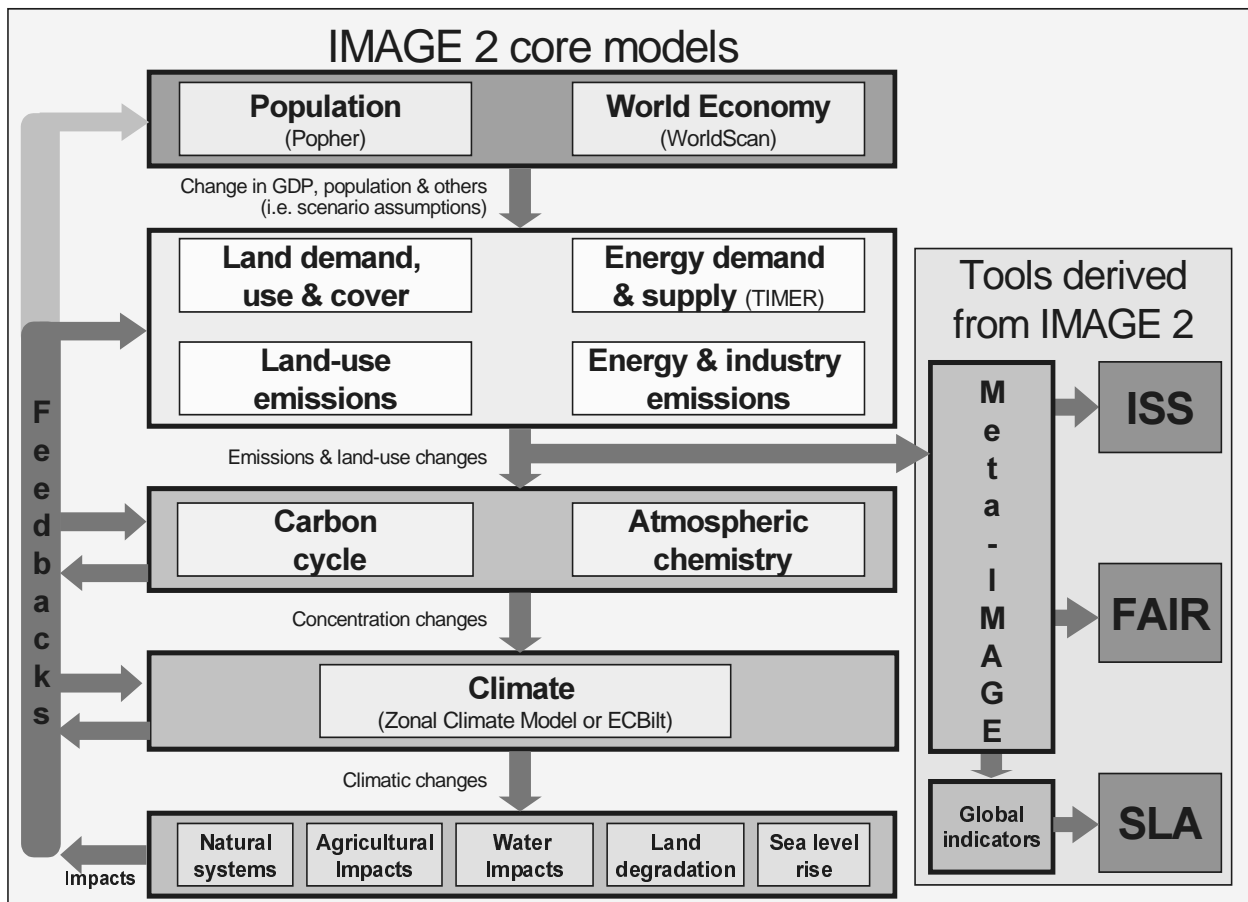 IMAGE 2 core models
Population
(Popher)
World Economy
(WorldScan)
Change in GDP, population & others
(i.e. scenario assumptions)
Land demand,
use & cover
Energy demand
& supply (TIMER)
Land-use
emissions
Energy & industry
emissions
Emissions & land-use changes
Carbon
cycle
Atmospheric
chemistry
Concentration changes
Climate
(Zonal Climate Model or ECBilt)
Climatic changes
Natural
systems
Agricultural
Impacts
Water
Impacts
Land
degradation
Sea level
rise
Impacts
Feedbacks
Tools derived
from IMAGE 2
Meta-IMAGE
ISS
FAIR
Global
indicators
SLA